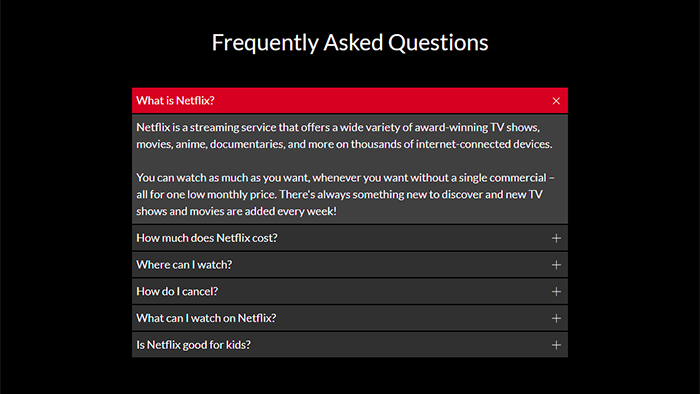 Frequently Asked Questions
What is Netflix?
Netflix is a streaming service that offers a wide variety of award-winning TV shows,
movies, anime, documentaries, and more on thousands of internet-connected devices.
You can watch as much as you want, whenever you want without a single commercial –
all for one low monthly price. There's always something new to discover and new TV
shows and movies are added every week!
How much does Netflix cost?
Where can I watch?
How do I cancel?
What can I watch on Netflix?
Is Netflix good for kids?